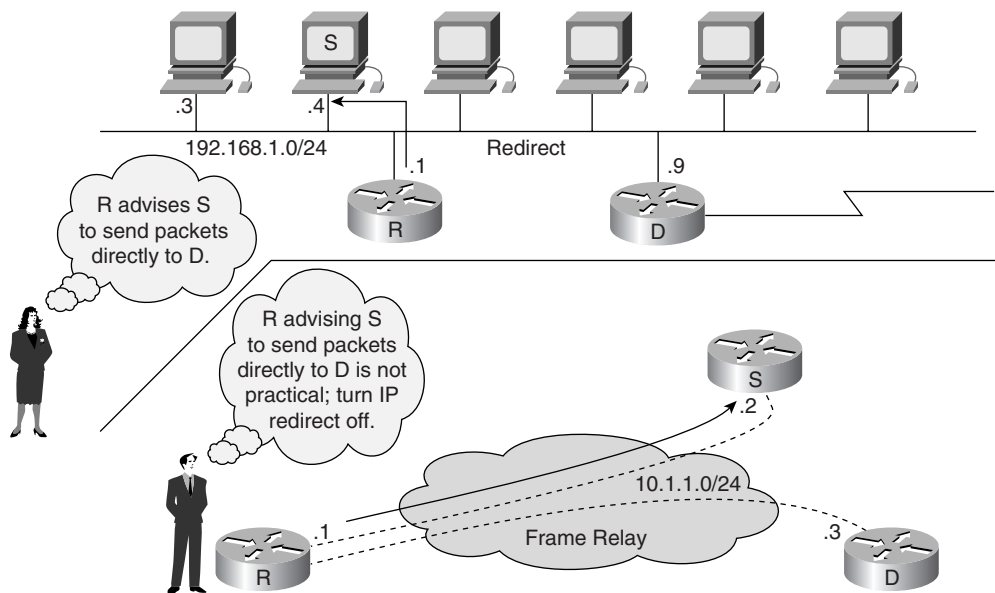 S
.3
.4
192.168.1.0/24
Redirect
.1
.9
R
D
R advises S
to send packets
directly to D.
R advising S
to send packets
directly to D is not
practical; turn IP
redirect off.
S
.2
10.1.1.0/24
.1
Frame Relay
.3
R
D